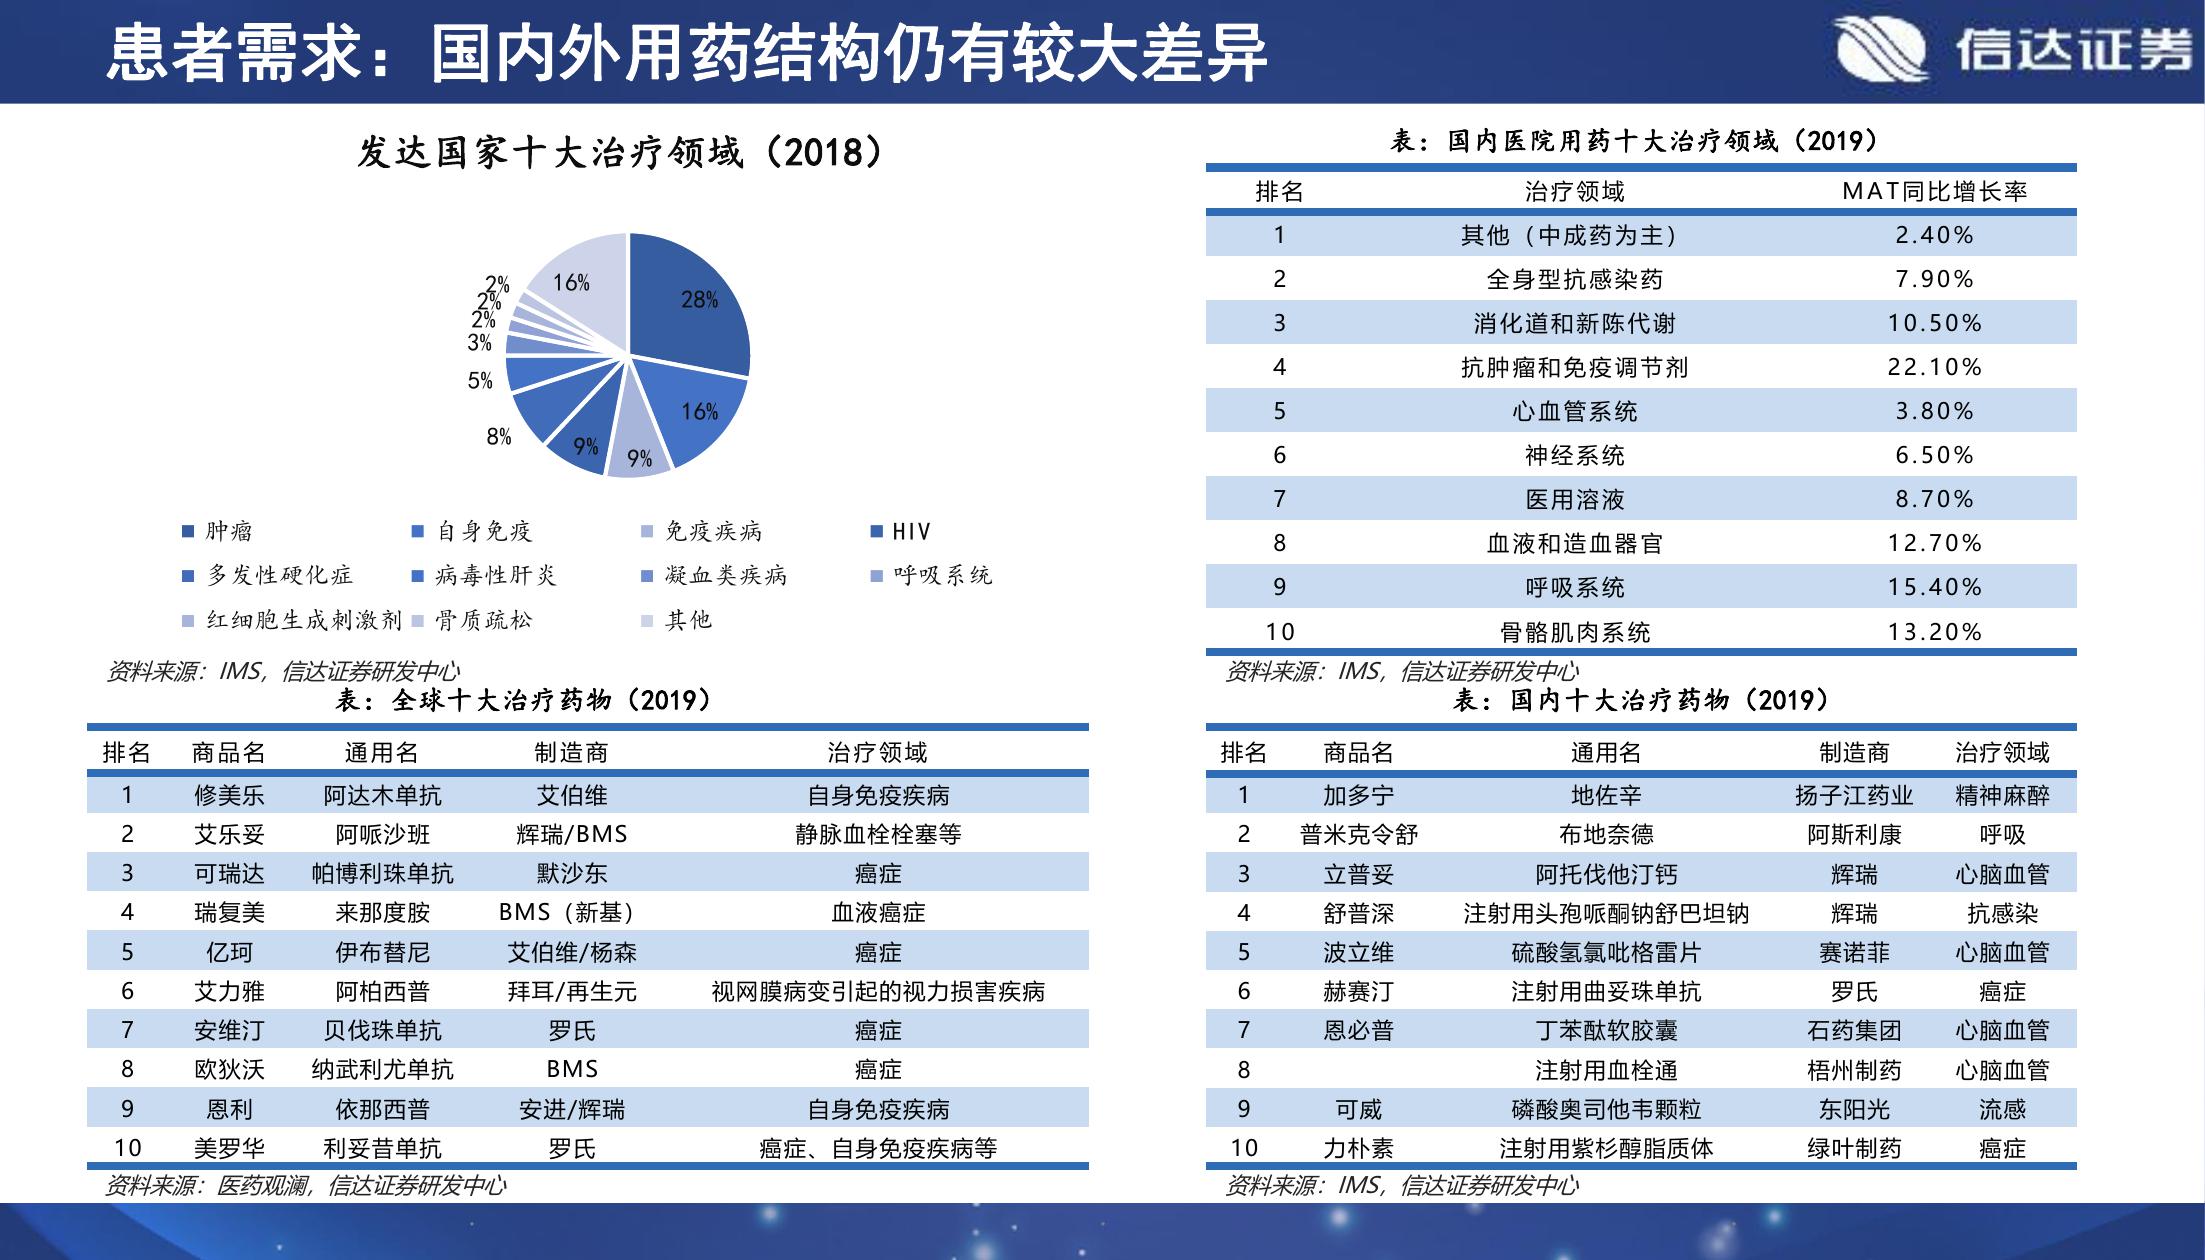 患者需求：国内外用药结构仍有较大差异
信达证券
发达国家十大治疗领域（2018）
28%
16%
9%
9%
8%
5%
3%
2%
2%
2%
16%
肿瘤 自身免疫 免疫疾病 HIV
多发性硬化症 病毒性肝炎 凝血类疾病 呼吸系统
红细胞生成刺激剂 骨质疏松 其他
资料来源：IMS，信达证券研发中心
表：国内医院用药十大治疗领域（2019）
排名 治疗领域 MAT同比增长率
1 其他（中成药为主） 2.40%
2 全身型抗感染药 7.90%
3 消化道和新陈代谢 10.50%
4 抗肿瘤和免疫调节剂 22.10%
5 心血管系统 3.80%
6 神经系统 6.50%
7 医用溶液 8.70%
8 血液和造血器官 12.70%
9 呼吸系统 15.40%
10 骨骼肌肉系统 13.20%
资料来源：IMS，信达证券研发中心
表：全球十大治疗药物（2019）
排名 商品名 通用名 制造商 治疗领域
1 修美乐 阿达木单抗 艾伯维 自身免疫疾病
2 艾乐妥 阿哌沙班 辉瑞/BMS 静脉血栓栓塞等
3 可瑞达 帕博利珠单抗 默沙东 癌症
4 瑞复美 来那度胺 BMS（新基） 血液癌症
5 亿珂 伊布替尼 艾伯维/杨森 癌症
6 艾力雅 阿柏西普 拜耳/再生元 视网膜病变引起的视力损害疾病
7 安维汀 贝伐珠单抗 罗氏 癌症
8 欧狄沃 纳武利尤单抗 BMS 癌症
9 恩利 依那西普 安进/辉瑞 自身免疫疾病
10 美罗华 利妥昔单抗 罗氏 癌症、自身免疫疾病等
资料来源：医药观澜，信达证券研发中心
表：国内十大治疗药物（2019）
排名 商品名 通用名 制造商 治疗领域
1 加多宁 地佐辛 扬子江药业 精神麻醉
2 普米克令舒 布地奈德 阿斯利康 呼吸
3 立普妥 阿托伐他汀钙 辉瑞 心脑血管
4 舒普深 注射用头孢哌酮钠舒巴坦钠 辉瑞 抗感染
5 波立维 硫酸氢氯吡格雷片 赛诺菲 心脑血管
6 赫赛汀 注射用曲妥珠单抗 罗氏 癌症
7 恩必普 丁苯酞软胶囊 石药集团 心脑血管
8 注射用血栓通 梧州制药 心脑血管
9 可威 磷酸奥司他韦颗粒 东阳光 流感
10 力朴素 注射用紫杉醇脂质体 绿叶制药 癌症
资料来源：IMS，信达证券研发中心